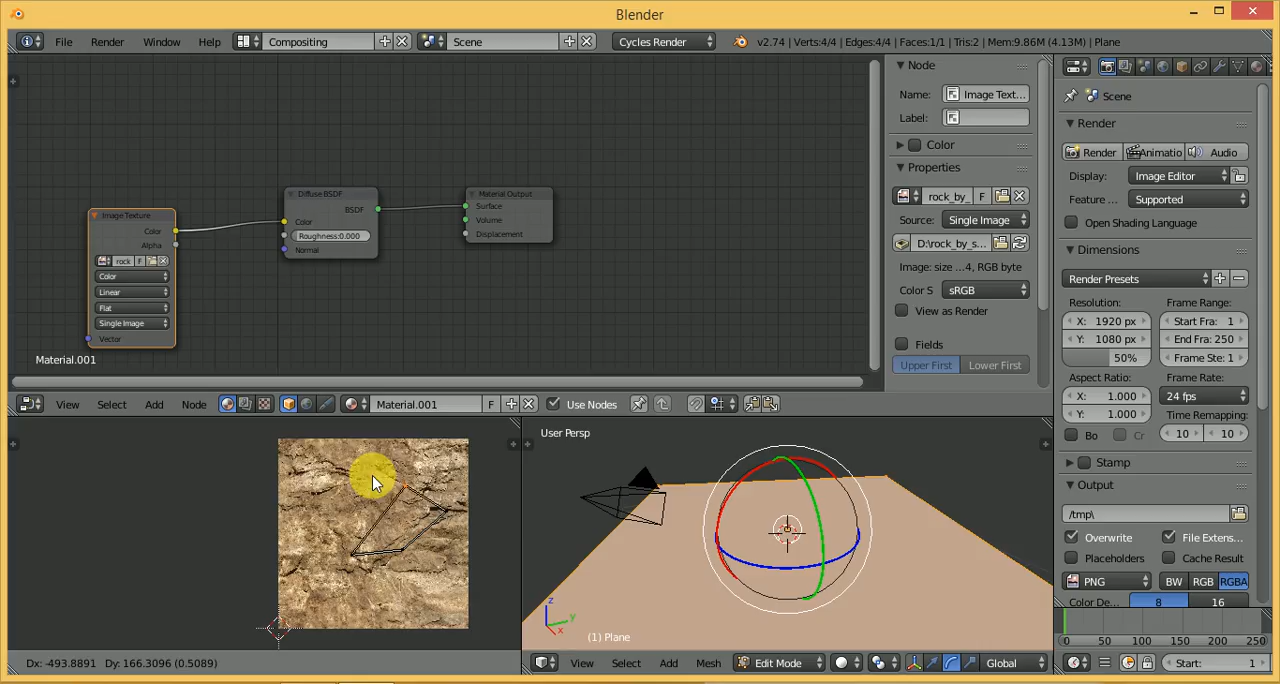 Blender
File Render Window Help Compositing Scene Cycles Render v2.74 | Verts:4/4 | Edges:4/4 | Faces:1/1 | Tris:2 | Mem:9.86M (4.13M) | Plane
Image Texture
Color
Alpha
rock F
Color
Linear
Flat
Single Image
Vector
Diffuse BSDF
BSDF
Color
Roughness:0.000
Normal
Material Output
Surface
Volume
Displacement
Material.001
Node
Name: Image Text...
Label:
Color
Properties
rock_by_ F
Source: Single Image
D:\rock_by_s...
Image: size ...4, RGB byte
Color S sRGB
View as Render
Fields
Upper First Lower First
Scene
Render
Render Animatio Audio
Display: Image Editor
Feature ... Supported
Open Shading Language
Dimensions
Render Presets
Resolution: Frame Range:
X: 1920 px Start Fra: 1
Y: 1080 px End Fra: 250
50% Frame Ste: 1
Aspect Ratio: Frame Rate:
X: 1.000 24 fps
Y: 1.000 Time Remapping:
Bo Cr 10 10
Stamp
Output
/tmp\
Overwrite File Extens...
Placeholders Cache Result
PNG BW RGB RGBA
Color De... 8 16
View Select Add Node Material.001 F Use Nodes
User Persp
z
y
x
(1) Plane
Dx: -493.8891 Dy: 166.3096 (0.5089)
View Select Add Mesh Edit Mode Global
0 50 100 150 200 250
Start: 1